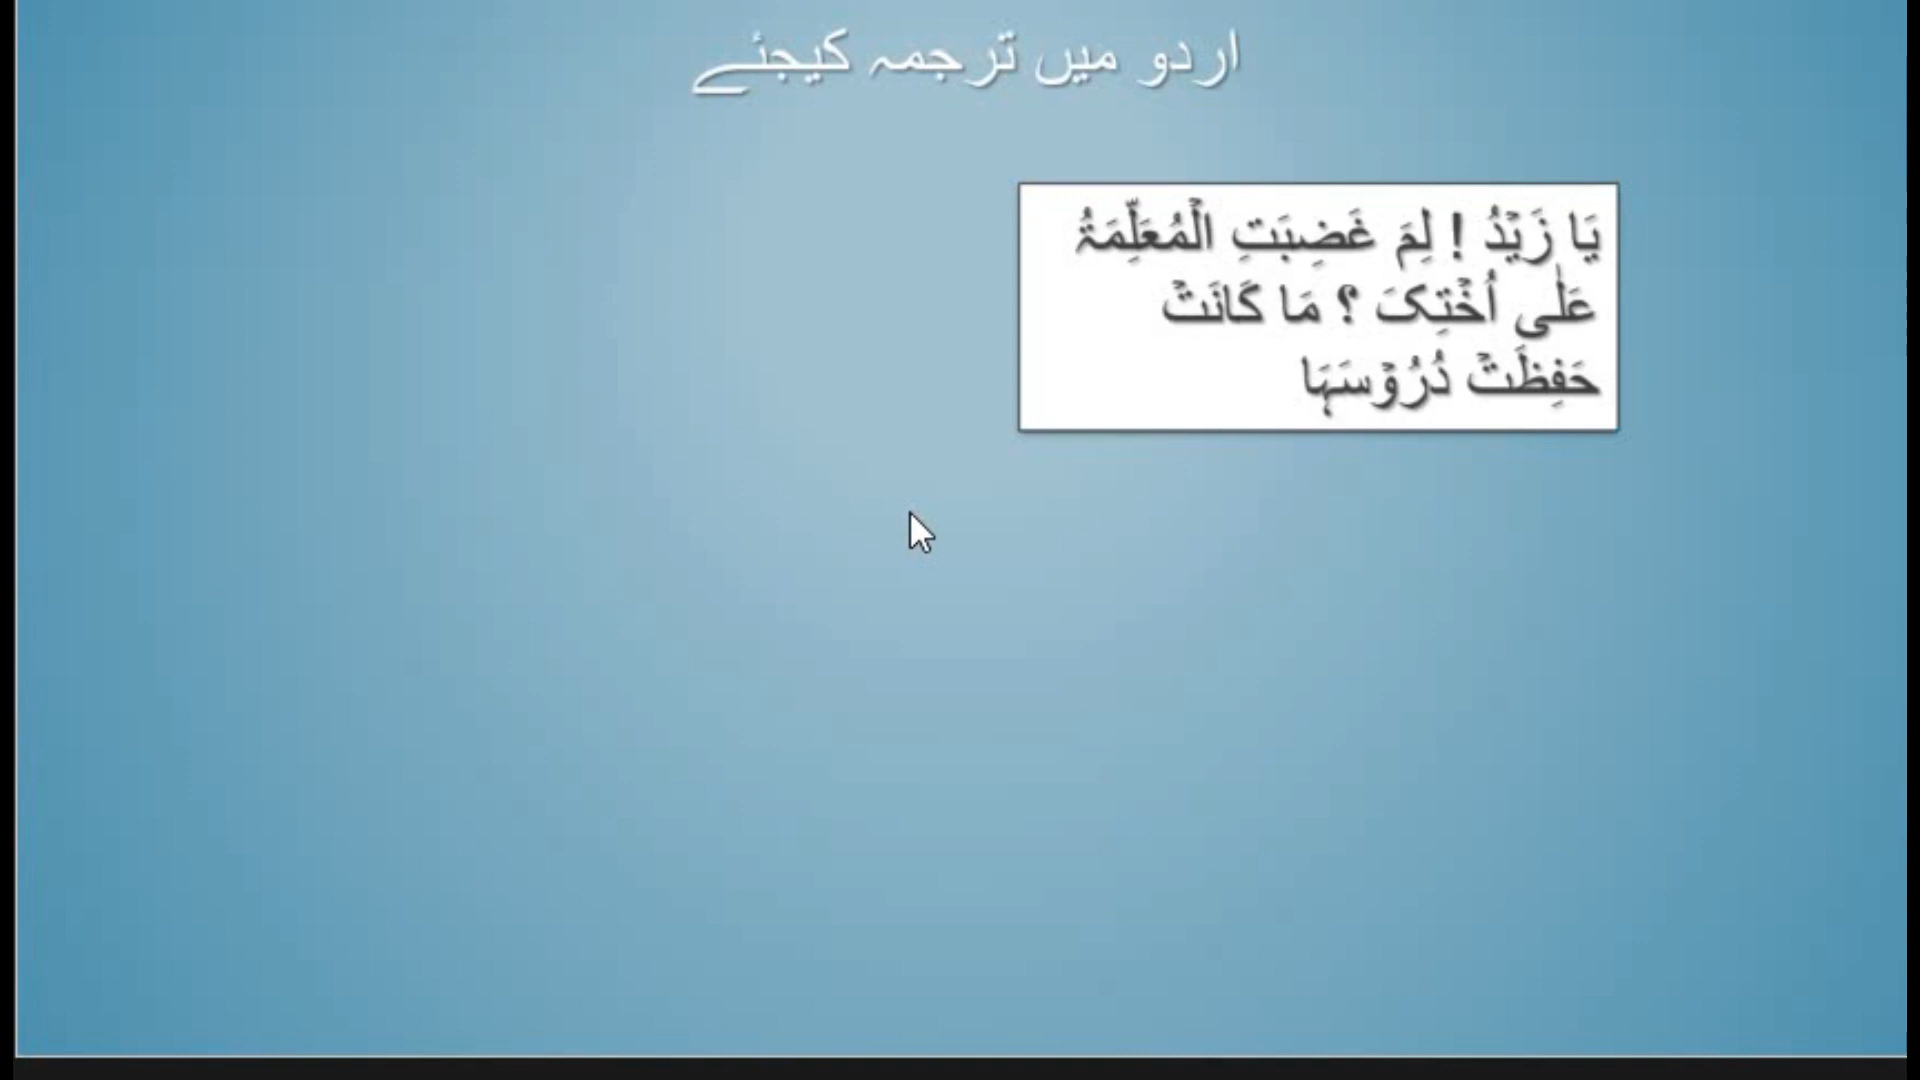 اردو میں ترجمہ کیجئے
یَا زَیْدُ ! لِمَ غَضِبَتِ الْمُعَلِّمَۃُ
عَلٰی اُخْتِکَ ؟ مَا کَانَتْ
حَفِظَتْ دُرُوْسَہَا